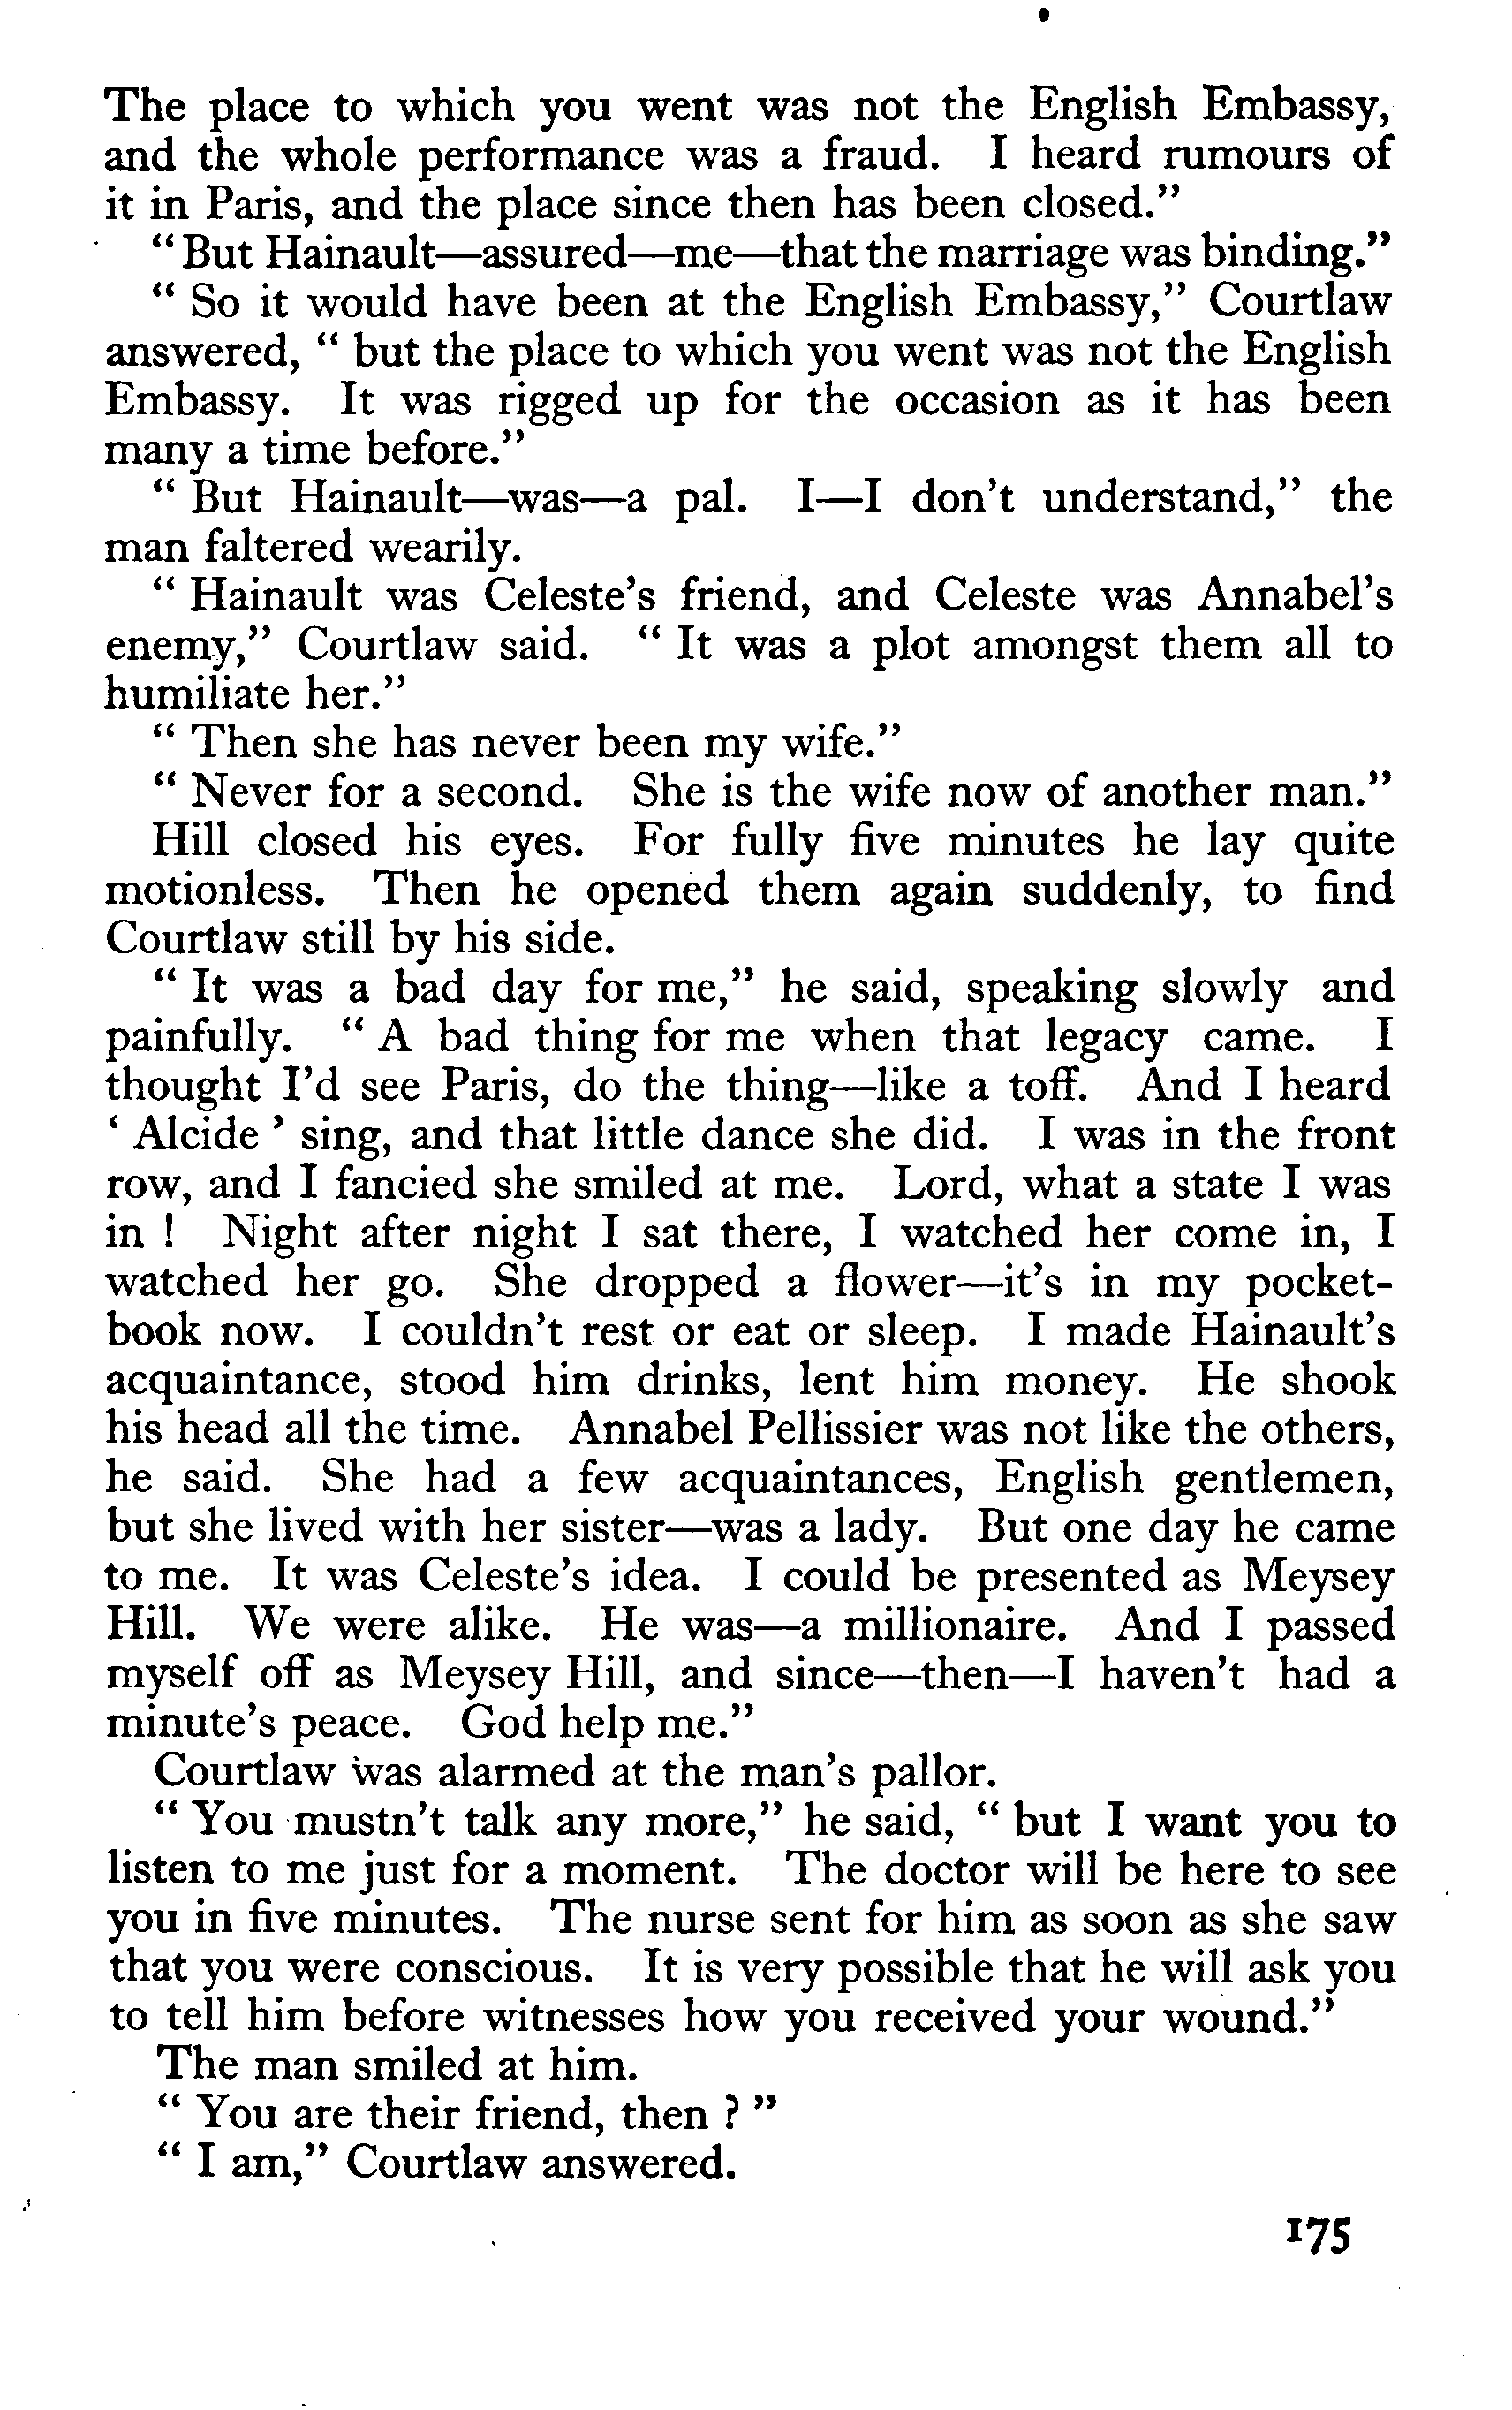 The place to which you went was not the English Embassy,
and the whole performance was a fraud. I heard rumours of
it in Paris, and the place since then has been closed.”
“But Hainault—assured—me—that the marriage was binding.”
“ So it would have been at the English Embassy,” Courtlaw
answered, “ but the place to which you went was not the English
Embassy. It was rigged up for the occasion as it has been
many a time before.”
“ But Hainault—was—a pal. I—I don’t understand,” the
man faltered wearily.
“ Hainault was Celeste’s friend, and Celeste was Annabel’s
enemy,” Courtlaw said. “ It was a plot amongst them all to
humiliate her.”
“ Then she has never been my wife.”
“ Never for a second. She is the wife now of another man.”
Hill closed his eyes. For fully five minutes he lay quite
motionless. Then he opened them again suddenly, to find
Courtlaw still by his side.
“ It was a bad day for me,” he said, speaking slowly and
painfully. “ A bad thing for me when that legacy came. I
thought I’d see Paris, do the thing—like a toff. And I heard
‘ Alcide ’ sing, and that little dance she did. I was in the front
row, and I fancied she smiled at me. Lord, what a state I was
in ! Night after night I sat there, I watched her come in, I
watched her go. She dropped a flower—it’s in my pocket-
book now. I couldn’t rest or eat or sleep. I made Hainault’s
acquaintance, stood him drinks, lent him money. He shook
his head all the time. Annabel Pellissier was not like the others,
he said. She had a few acquaintances, English gentlemen,
but she lived with her sister—was a lady. But one day he came
to me. It was Celeste’s idea. I could be presented as Meysey
Hill. We were alike. He was—a millionaire. And I passed
myself off as Meysey Hill, and since—then—I haven’t had a
minute’s peace. God help me.”
Courtlaw was alarmed at the man’s pallor.
“ You mustn’t talk any more,” he said, “ but I want you to
listen to me just for a moment. The doctor will be here to see
you in five minutes. The nurse sent for him as soon as she saw
that you were conscious. It is very possible that he will ask you
to tell him before witnesses how you received your wound.”
The man smiled at him.
“ You are their friend, then ? ”
“ I am,” Courtlaw answered.
175